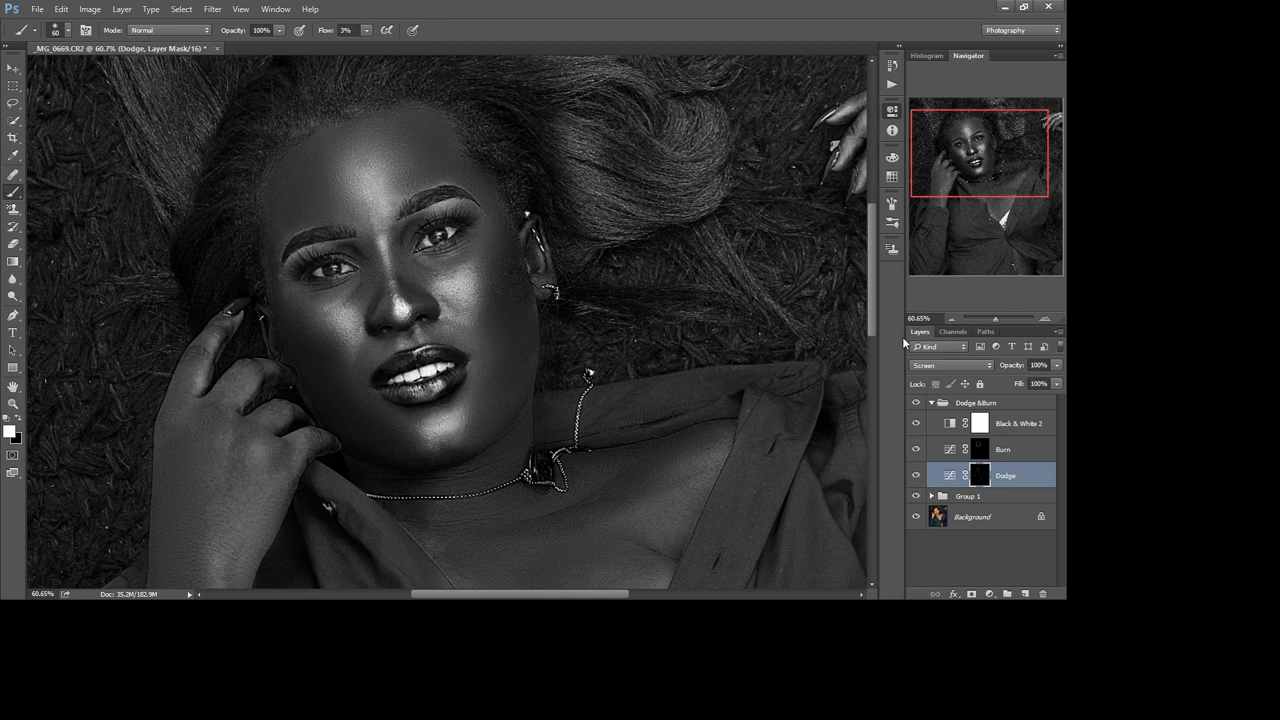 Ps File Edit Image Layer Type Select Filter View Window Help
60 Mode: Normal Opacity: 100% Flow: 3% Photography
_MG_0669.CR2 @ 60.7% (Dodge, Layer Mask/16) * ×
Histogram Navigator
60.65%
Layers Channels Paths
Kind
Screen Opacity: 100%
Lock: Fill: 100%
Dodge &Burn
Black & White 2
Burn
Dodge
Group 1
Background
60.65% Doc: 35.2M/182.9M